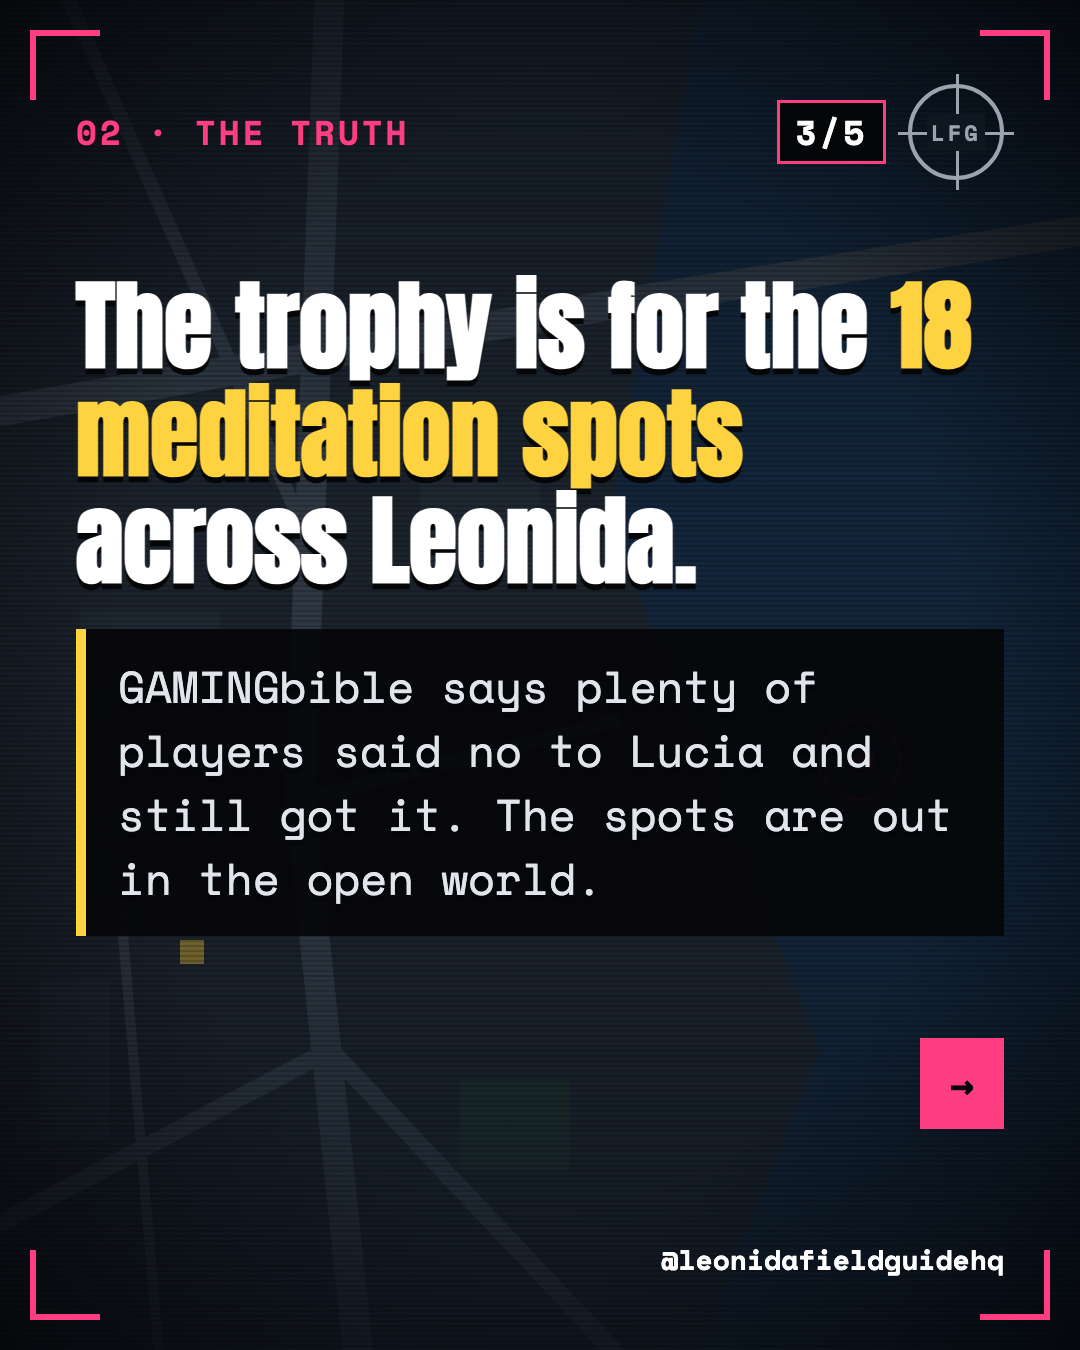 02 · THE TRUTH
3/5
LFG
The trophy is for the 18
meditation spots
across Leonida.
GAMINGbible says plenty of
players said no to Lucia and
still got it. The spots are out
in the open world.
→
@leonidafieldguidehq